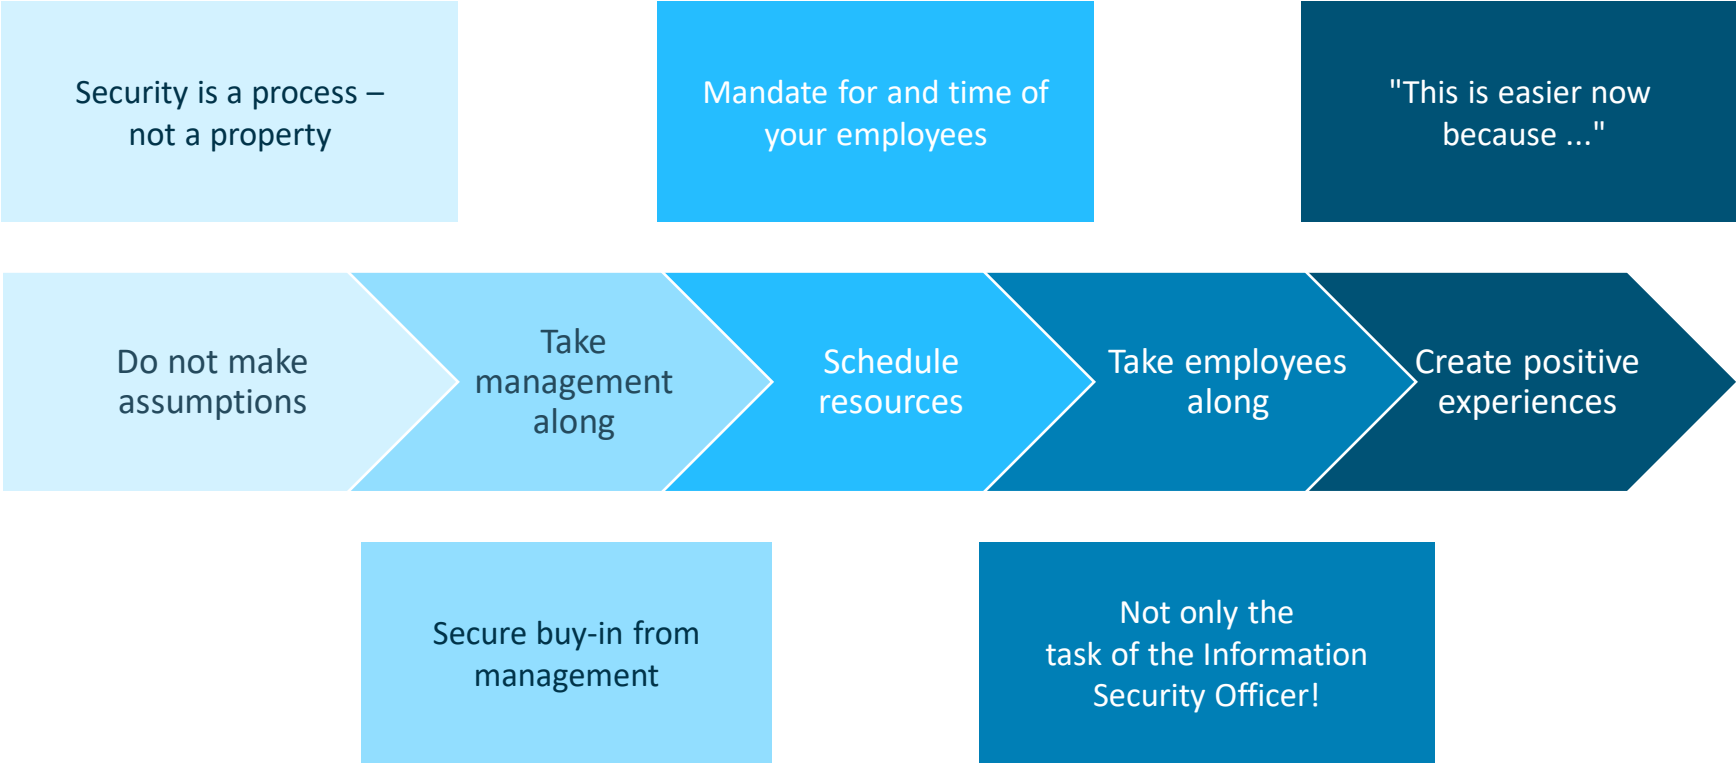 Security is a process –
not a property
Mandate for and time of
your employees
"This is easier now
because ..."
Do not make
assumptions
Take
management
along
Schedule
resources
Take employees
along
Create positive
experiences
Secure buy-in from
management
Not only the
task of the Information
Security Officer!